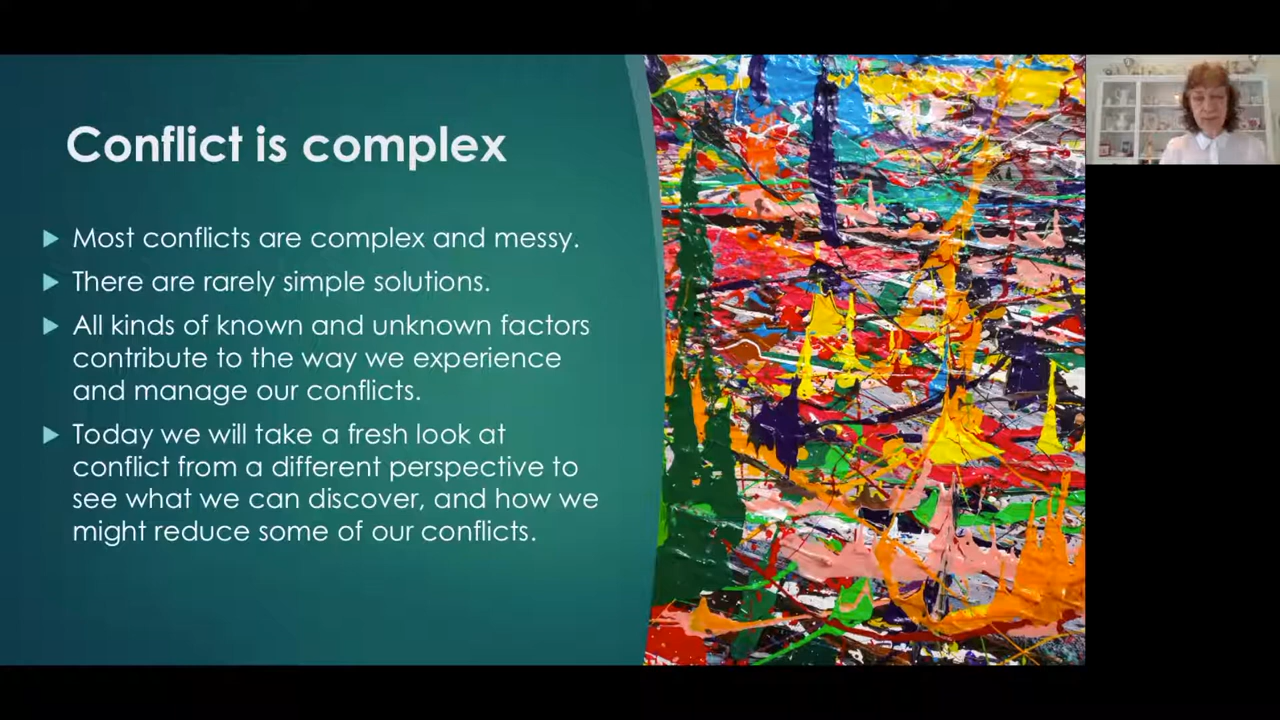 Conflict is complex
Most conflicts are complex and messy.
There are rarely simple solutions.
All kinds of known and unknown factors
contribute to the way we experience
and manage our conflicts.
Today we will take a fresh look at
conflict from a different perspective to
see what we can discover, and how we
might reduce some of our conflicts.